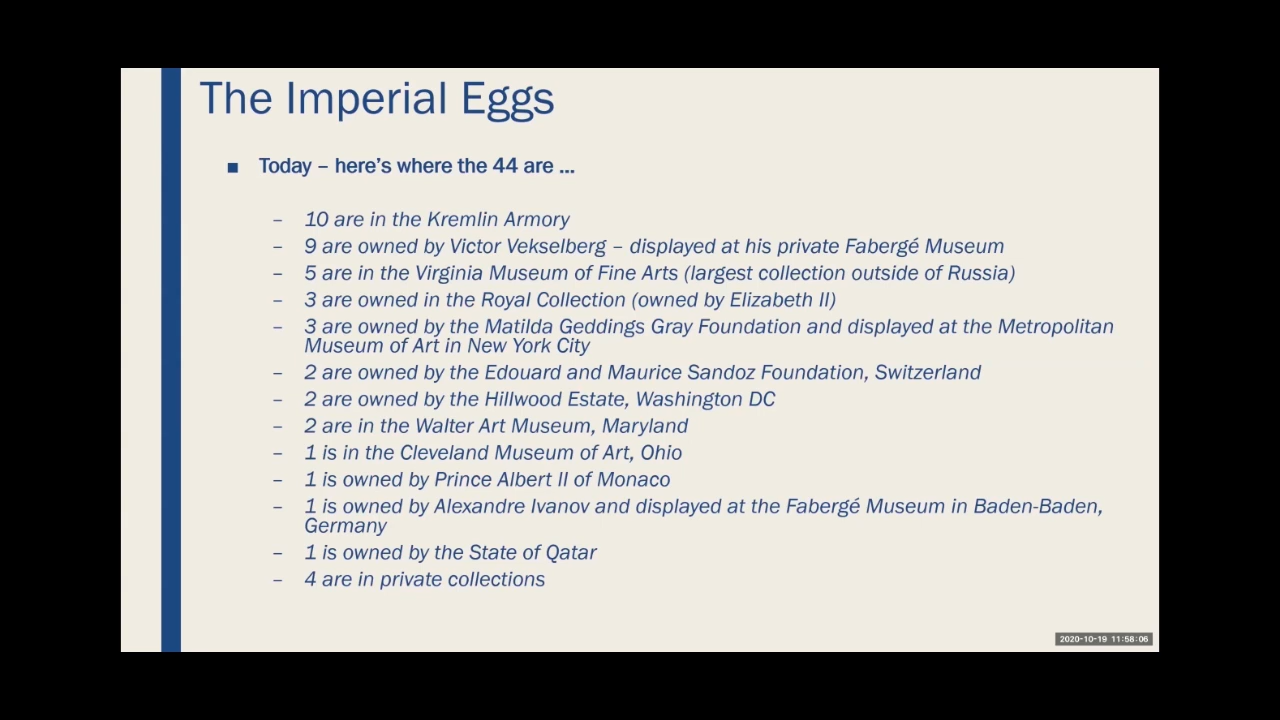 The Imperial Eggs
■ Today – here's where the 44 are ...
– 10 are in the Kremlin Armory
– 9 are owned by Victor Vekselberg – displayed at his private Fabergé Museum
– 5 are in the Virginia Museum of Fine Arts (largest collection outside of Russia)
– 3 are owned in the Royal Collection (owned by Elizabeth II)
– 3 are owned by the Matilda Geddings Gray Foundation and displayed at the Metropolitan
Museum of Art in New York City
– 2 are owned by the Edouard and Maurice Sandoz Foundation, Switzerland
– 2 are owned by the Hillwood Estate, Washington DC
– 2 are in the Walter Art Museum, Maryland
– 1 is in the Cleveland Museum of Art, Ohio
– 1 is owned by Prince Albert II of Monaco
– 1 is owned by Alexandre Ivanov and displayed at the Fabergé Museum in Baden-Baden,
Germany
– 1 is owned by the State of Qatar
– 4 are in private collections
2020-10-19 11:58:06